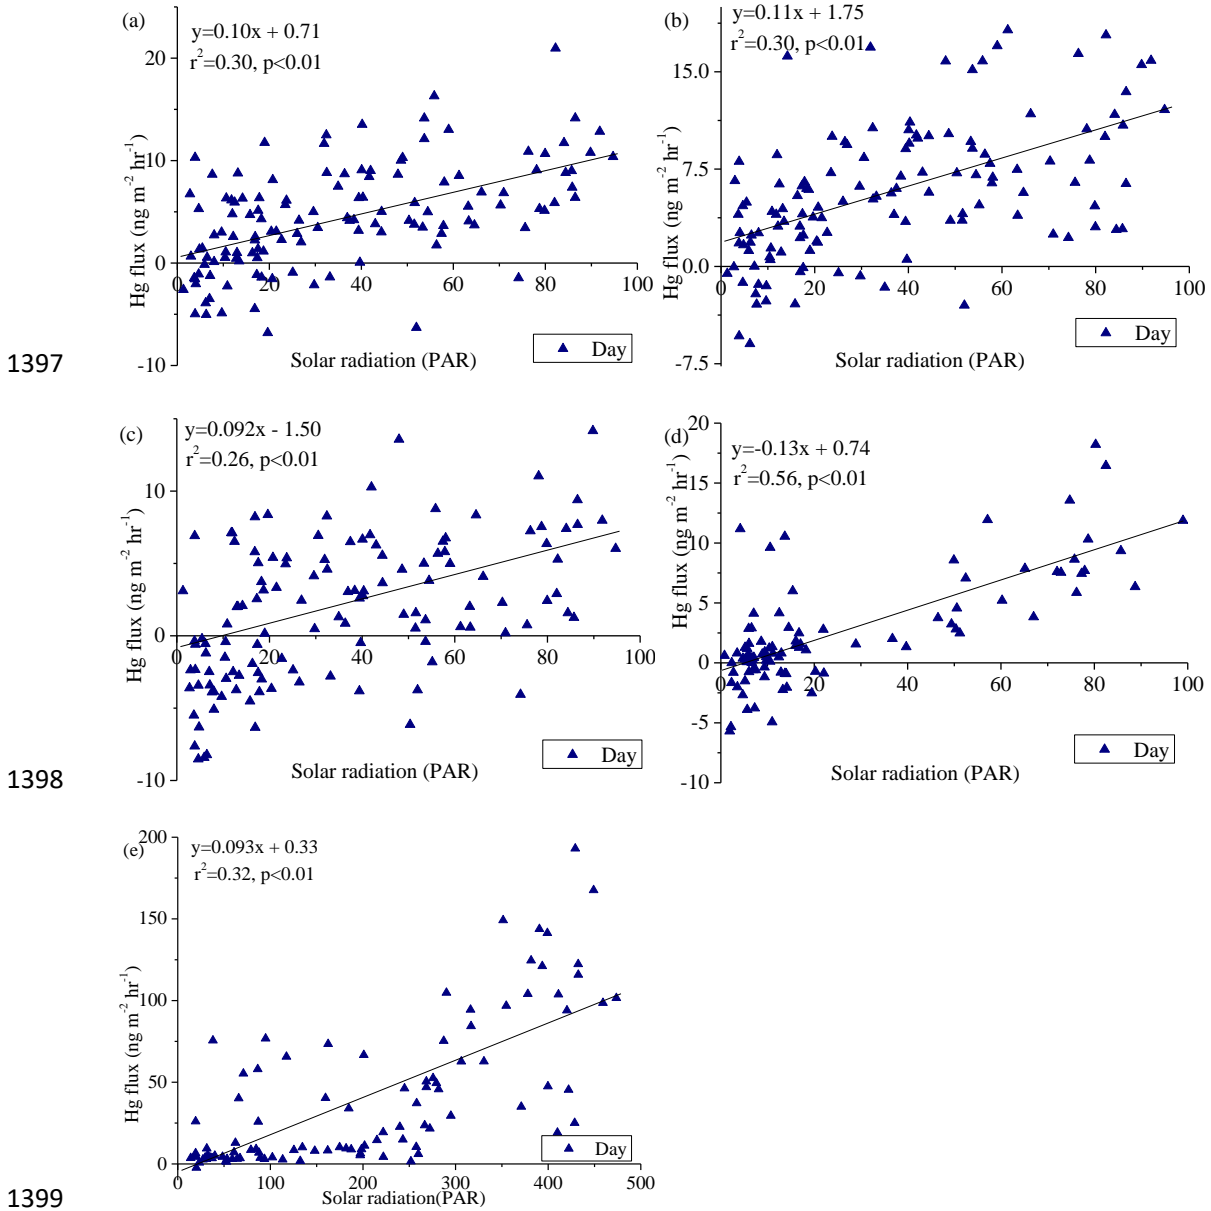 (a)
y=0.10x + 0.71
r²=0.30, p<0.01
20
10
0
-10
0 20 40 60 80 100
Hg flux (ng m⁻² hr⁻¹)
Solar radiation (PAR)
Day
(b)
y=0.11x + 1.75
r²=0.30, p<0.01
15.0
7.5
0.0
-7.5
0 20 40 60 80 100
Hg flux (ng m⁻² hr⁻¹)
Solar radiation (PAR)
Day
1397
(c)
y=0.092x - 1.50
r²=0.26, p<0.01
10
0
-10
0 20 40 60 80 100
Hg flux (ng m⁻² hr⁻¹)
Solar radiation (PAR)
Day
(d)
y=-0.13x + 0.74
r²=0.56, p<0.01
20
15
10
5
0
-5
-10
0 20 40 60 80 100
Hg flux (ng m⁻² hr⁻¹)
Solar radiation (PAR)
Day
1398
(e)
y=0.093x + 0.33
r²=0.32, p<0.01
200
150
100
50
0
0 100 200 300 400 500
Hg flux (ng m⁻² hr⁻¹)
Solar radiation(PAR)
Day
1399